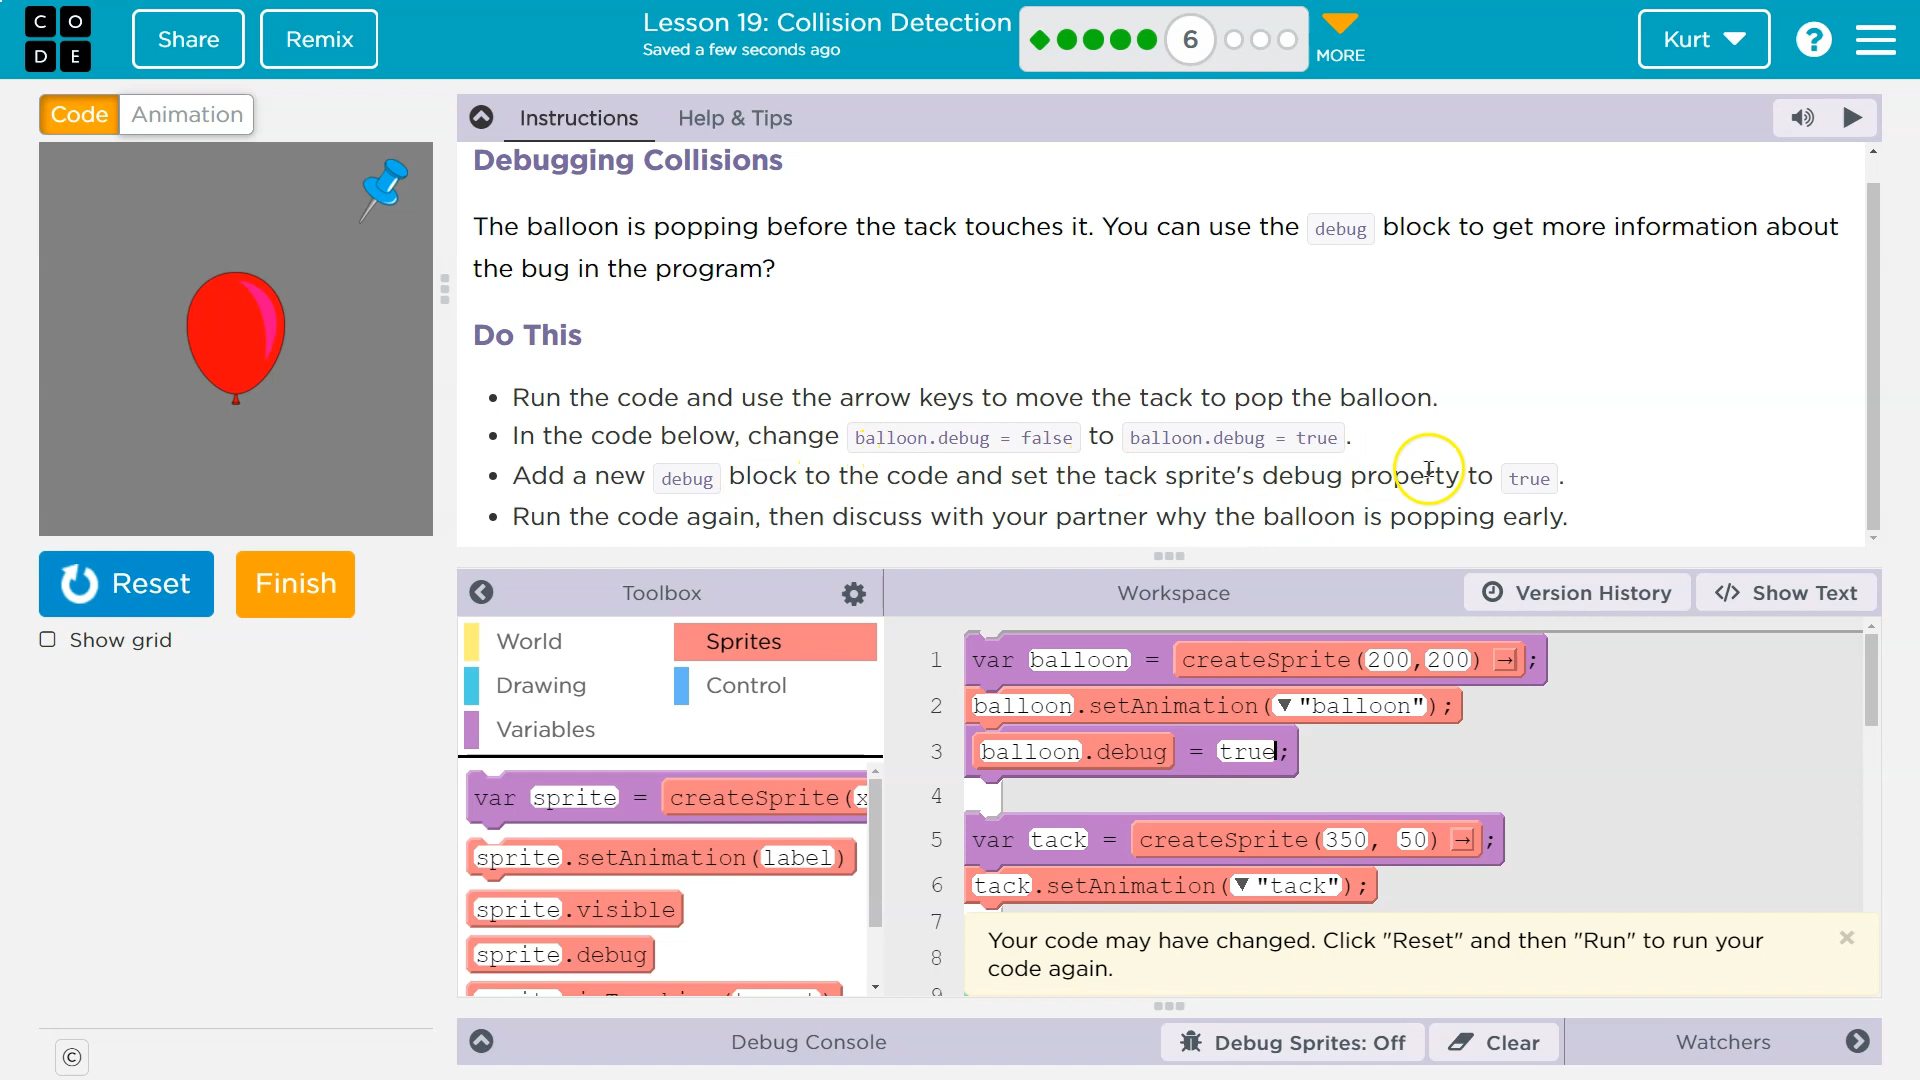 C O D E
Share
Remix
Lesson 19: Collision Detection
Saved a few seconds ago
6
MORE
Kurt
?
Code
Animation
Instructions
Help & Tips
Debugging Collisions
The balloon is popping before the tack touches it. You can use the debug block to get more information about
the bug in the program?
Do This
Run the code and use the arrow keys to move the tack to pop the balloon.
In the code below, change balloon.debug = false to balloon.debug = true.
Add a new debug block to the code and set the tack sprite's debug property to true.
Run the code again, then discuss with your partner why the balloon is popping early.
Reset
Finish
Show grid
Toolbox
Workspace
Version History
</> Show Text
World
Sprites
Drawing
Control
Variables
var sprite = createSprite(x
sprite.setAnimation(label)
sprite.visible
sprite.debug
1 var balloon = createSprite(200,200) → ;
2 balloon.setAnimation(▼ "balloon");
3 balloon.debug = true;
4
5 var tack = createSprite(350, 50) → ;
6 tack.setAnimation(▼ "tack");
7
8
9
Your code may have changed. Click "Reset" and then "Run" to run your
code again.
×
Debug Console
Debug Sprites: Off
Clear
Watchers
©